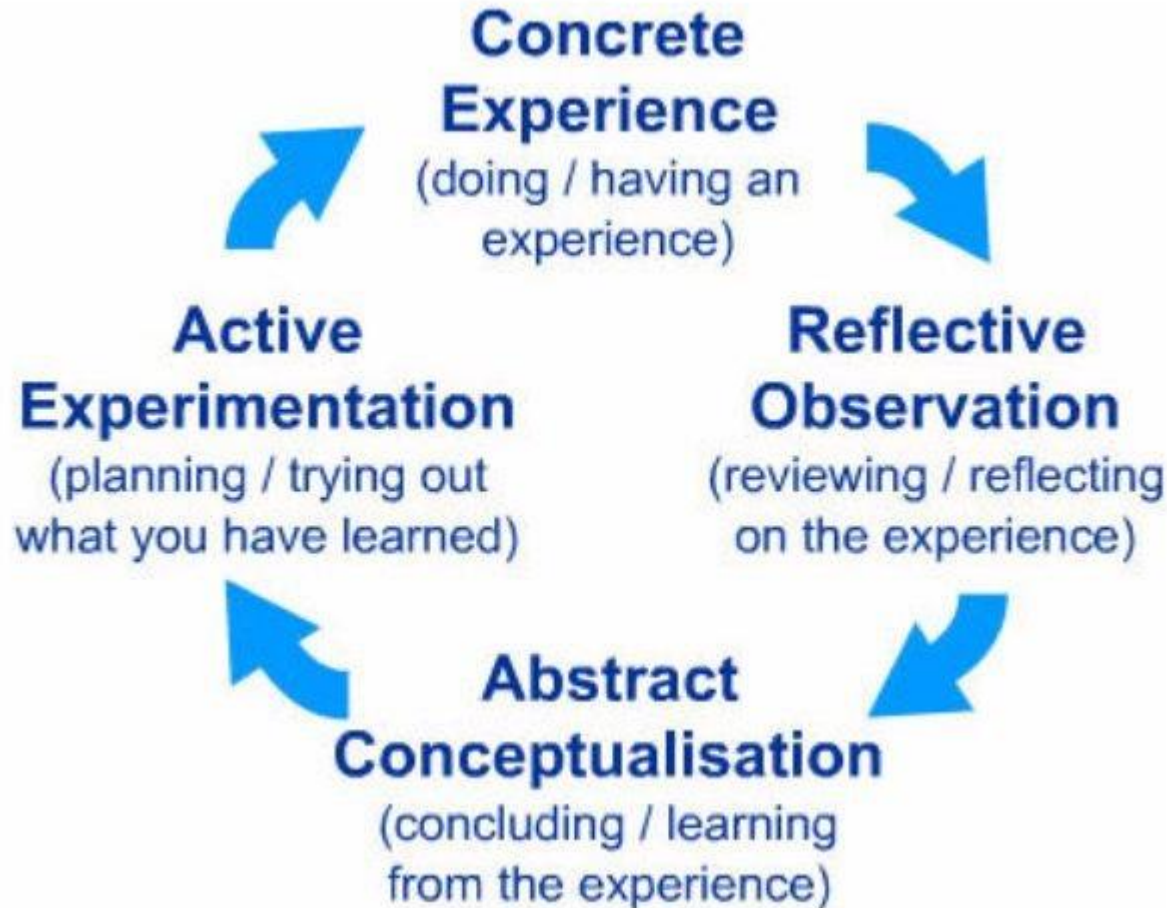 Concrete
Experience
(doing / having an
experience)
Reflective
Observation
(reviewing / reflecting
on the experience)
Abstract
Conceptualisation
(concluding / learning
from the experience)
Active
Experimentation
(planning / trying out
what you have learned)